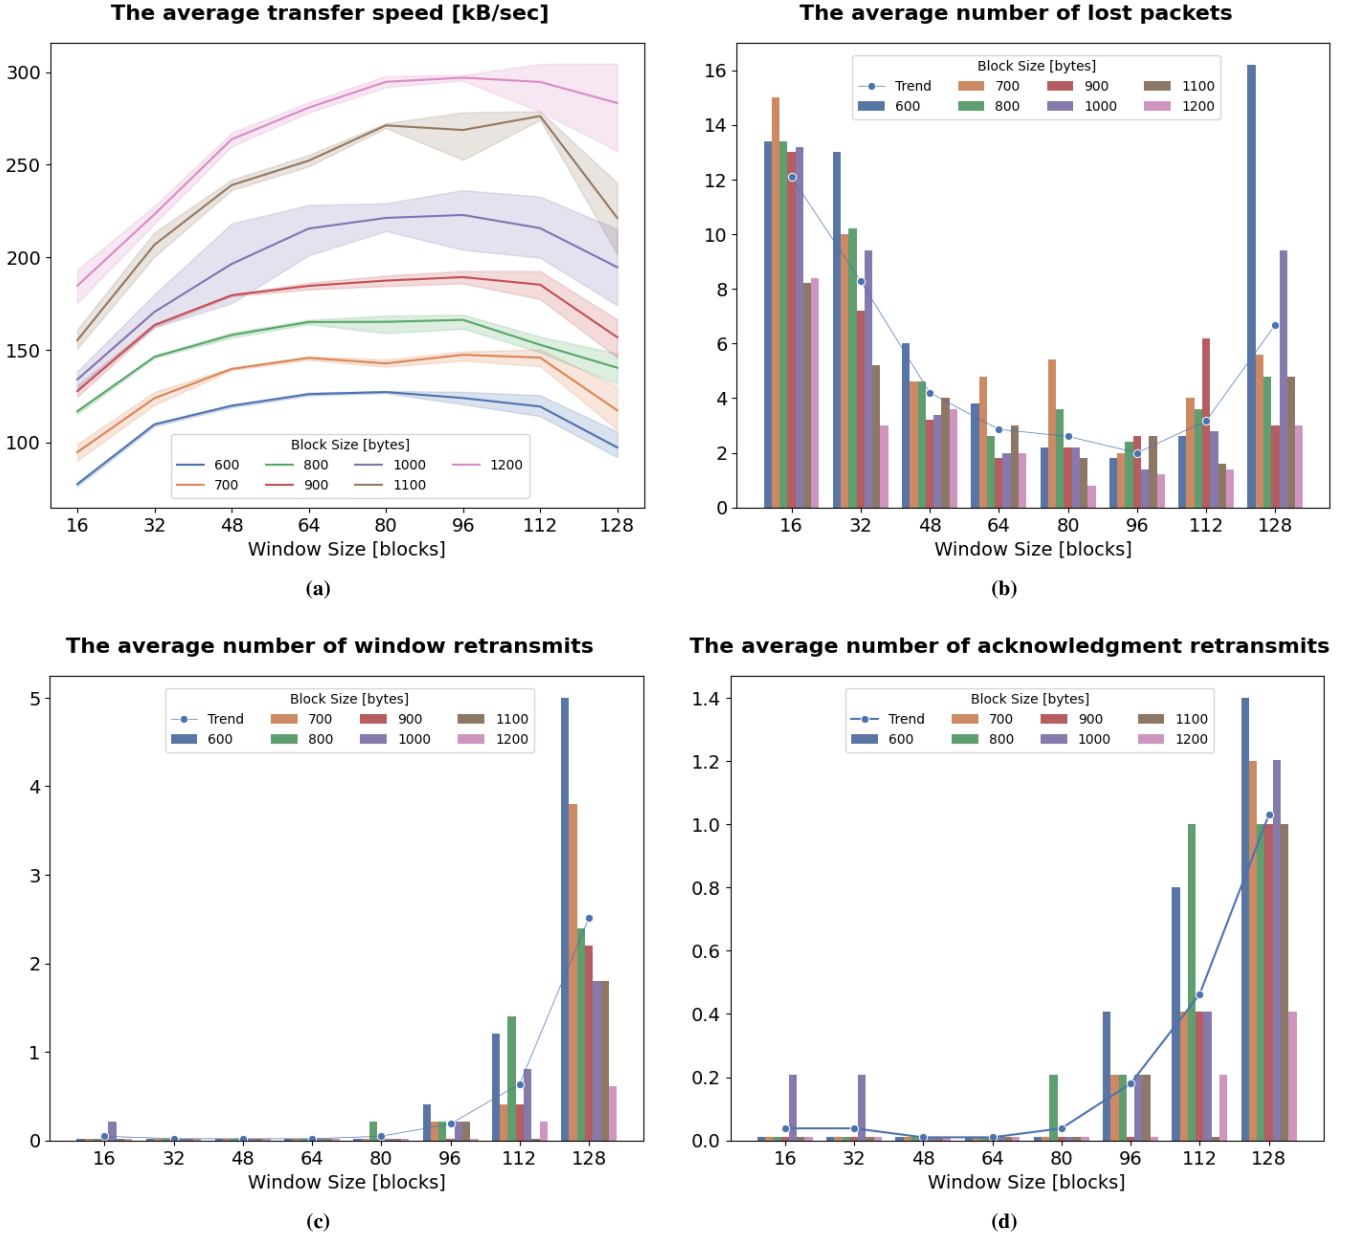 The average transfer speed [kB/sec]
300
250
200
150
100
Block Size [bytes]
600 800 1000 1200
700 900 1100
16 32 48 64 80 96 112 128
Window Size [blocks]
(a)
The average number of lost packets
16
14
12
10
8
6
4
2
0
Block Size [bytes]
Trend 700 900 1100
600 800 1000 1200
16 32 48 64 80 96 112 128
Window Size [blocks]
(b)
The average number of window retransmits
5
4
3
2
1
0
Block Size [bytes]
Trend 700 900 1100
600 800 1000 1200
16 32 48 64 80 96 112 128
Window Size [blocks]
(c)
The average number of acknowledgment retransmits
1.4
1.2
1.0
0.8
0.6
0.4
0.2
0.0
Block Size [bytes]
Trend 700 900 1100
600 800 1000 1200
16 32 48 64 80 96 112 128
Window Size [blocks]
(d)